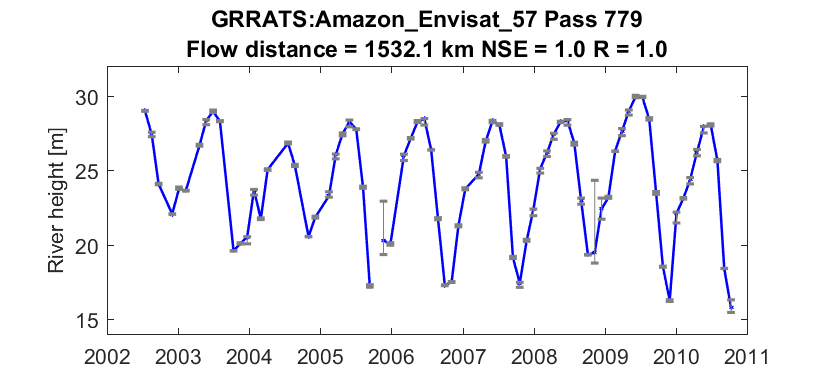 GRRATS:Amazon_Envisat_57 Pass 779
Flow distance = 1532.1 km NSE = 1.0 R = 1.0
River height [m]
30
25
20
15
2002 2003 2004 2005 2006 2007 2008 2009 2010 2011